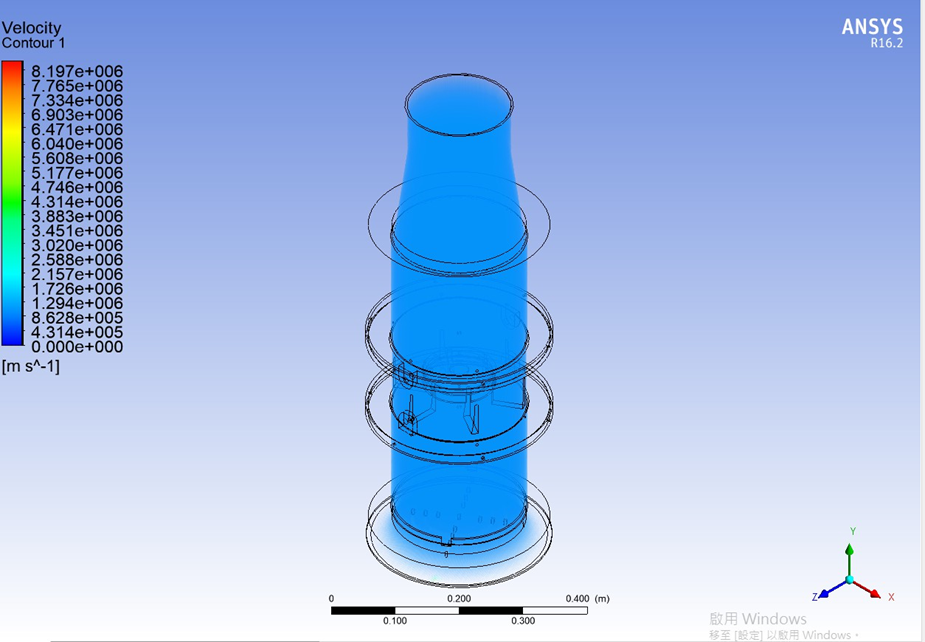 Velocity
Contour 1
8.197e+006
7.765e+006
7.334e+006
6.903e+006
6.471e+006
6.040e+006
5.608e+006
5.177e+006
4.746e+006
4.314e+006
3.883e+006
3.451e+006
3.020e+006
2.588e+006
2.157e+006
1.726e+006
1.294e+006
8.628e+005
4.314e+005
0.000e+000
[m s^-1]
ANSYS
R16.2
0 0.200 0.400 (m)
0.100 0.300
Y
Z X
啟用 Windows
移至 [設定] 以啟用 Windows。